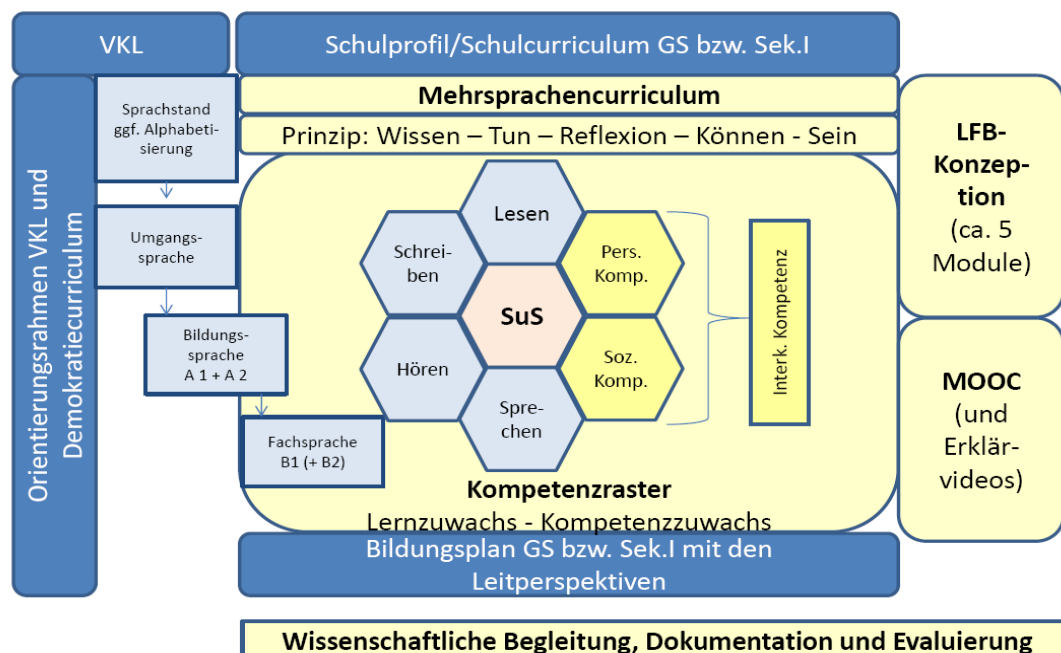 VKL
Schulprofil/Schulcurriculum GS bzw. Sek.I
Orientierungsrahmen VKL und
Demokratiecurriculum
Sprachstand
ggf. Alphabeti-
sierung
Umgangs-
sprache
Bildungss-
sprache
A 1 + A 2
Fachsprache
B1 (+ B2)
Mehrsprachencurriculum
Prinzip: Wissen – Tun – Reflexion – Können - Sein
Lesen
Schrei-
ben
Pers.
Komp.
SuS
Hören
Soz.
Komp.
Spre-
chen
Interk. Kompetenz
Kompetenzraster
Lernzuwachs - Kompetenzzuwachs
Bildungsplan GS bzw. Sek.I mit den
Leitperspektiven
LFB-
Konzep-
tion
(ca. 5
Module)
MOOC
(und
Erklär-
videos)
Wissenschaftliche Begleitung, Dokumentation und Evaluierung